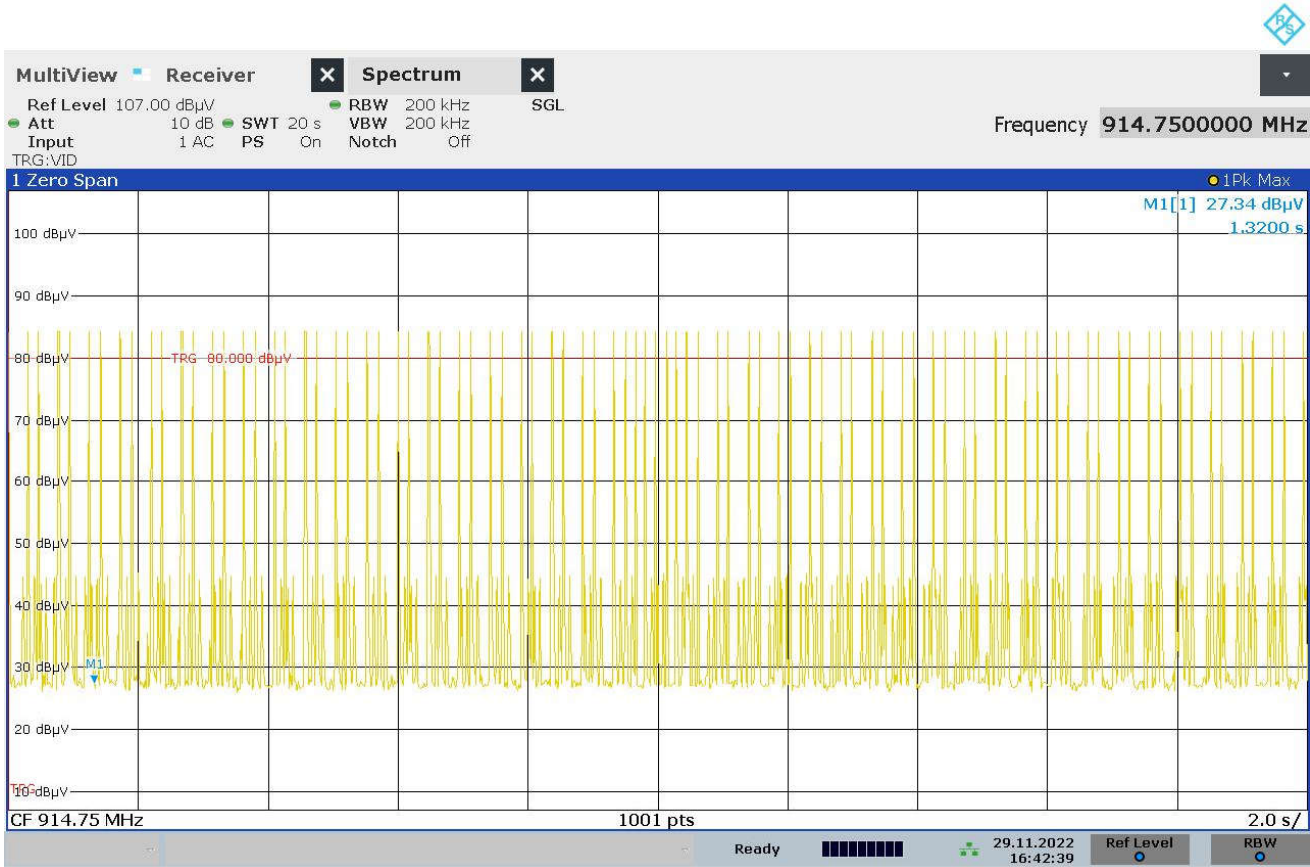 R S
MultiView Receiver X Spectrum X
Ref Level 107.00 dBµV RBW 200 kHz SGL
Att 10 dB SWT 20 s VBW 200 kHz Frequency 914.7500000 MHz
Input 1 AC PS On Notch Off
TRG:VID
1 Zero Span 1Pk Max
M1[1] 27.34 dBµV
1.3200 s
100 dBµV
90 dBµV
80 dBµV TRG 80.000 dBµV
70 dBµV
60 dBµV
50 dBµV
40 dBµV
30 dBµV M1
20 dBµV
TRG
10 dBµV
CF 914.75 MHz 1001 pts 2.0 s/
Ready 29.11.2022 Ref Level RBW
16:42:39